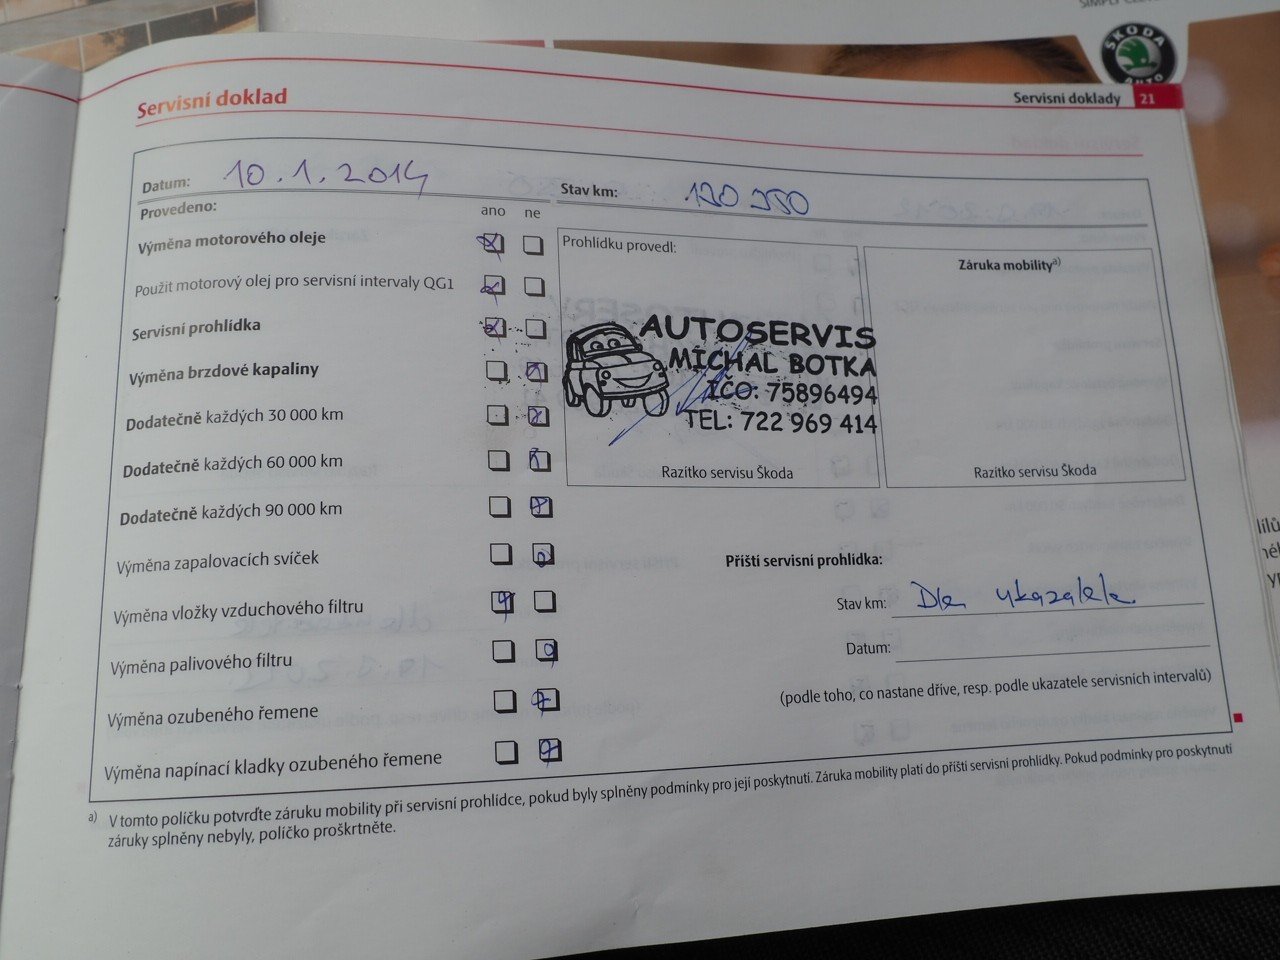 SIMPLY CLEVER
ŠKODA
AUTO
Servisní doklad
Servisní doklady 21
Datum: 10.1.2014
Stav km:
Provedeno:
ano ne
Výměna motorového oleje
Použit motorový olej pro servisní intervaly QG1
Servisní prohlídka
Výměna brzdové kapaliny
Dodatečně každých 30 000 km
Dodatečně každých 60 000 km
Dodatečně každých 90 000 km
Výměna zapalovacích svíček
Výměna vložky vzduchového filtru
Výměna palivového filtru
Výměna ozubeného řemene
Výměna napínací kladky ozubeného řemene
Prohlídku provedl:
AUTOSERVIS
MICHAL BOTKA
IČO: 75896494
TEL: 722 969 414
Razítko servisu Škoda
Záruka mobility a)
Razítko servisu Škoda
Příští servisní prohlídka:
Stav km: Dle ukazatele
Datum:
(podle toho, co nastane dříve, resp. podle ukazatele servisních intervalů)
a) V tomto políčku potvrďte záruku mobility při servisní prohlídce, pokud byly splněny podmínky pro její poskytnutí. Záruka mobility platí do příští servisní prohlídky. Pokud podmínky pro poskytnutí
záruky splněny nebyly, políčko proškrtněte.